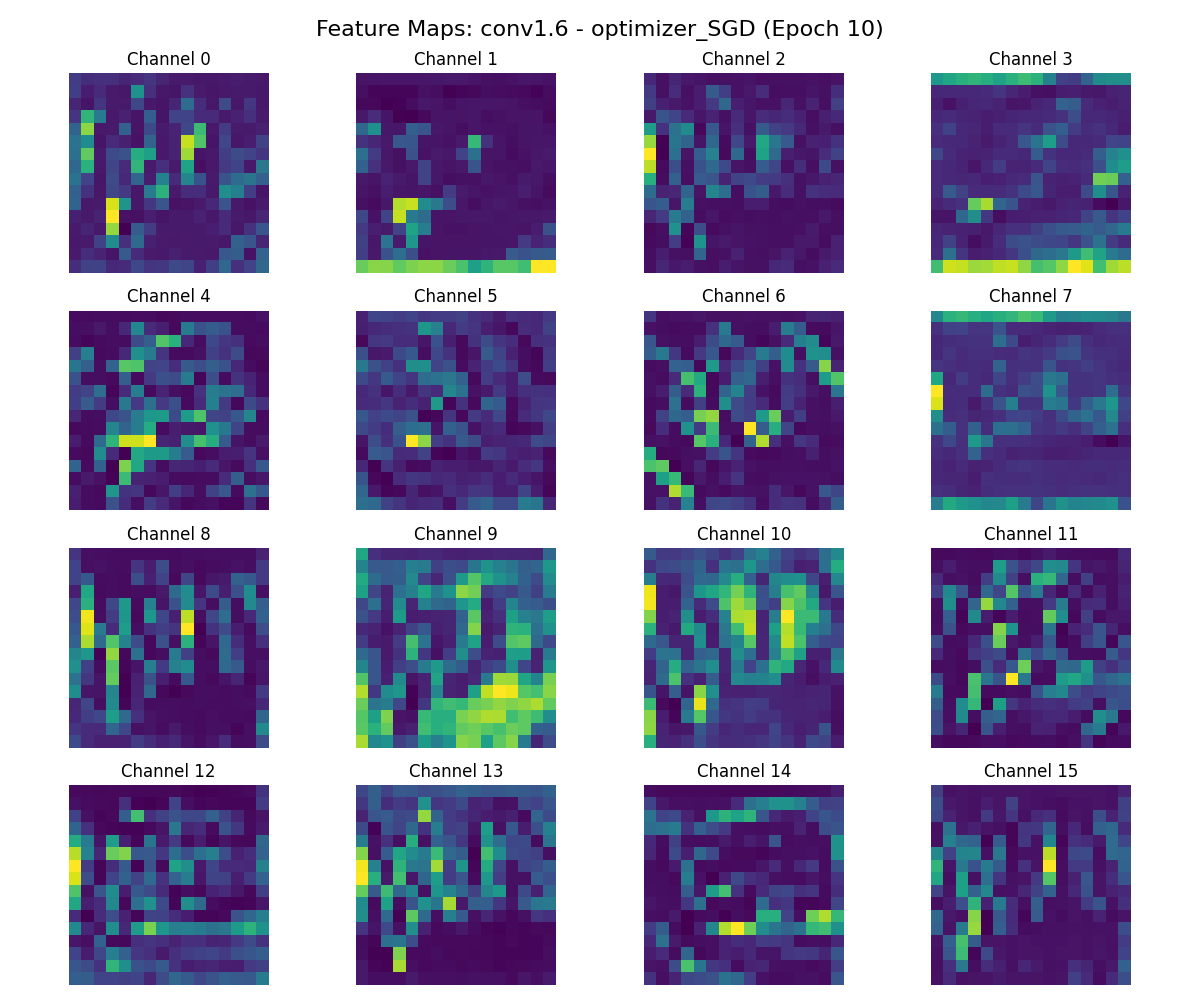 Feature Maps: conv1.6 - optimizer_SGD (Epoch 10)
Channel 0 Channel 1 Channel 2 Channel 3
Channel 4 Channel 5 Channel 6 Channel 7
Channel 8 Channel 9 Channel 10 Channel 11
Channel 12 Channel 13 Channel 14 Channel 15